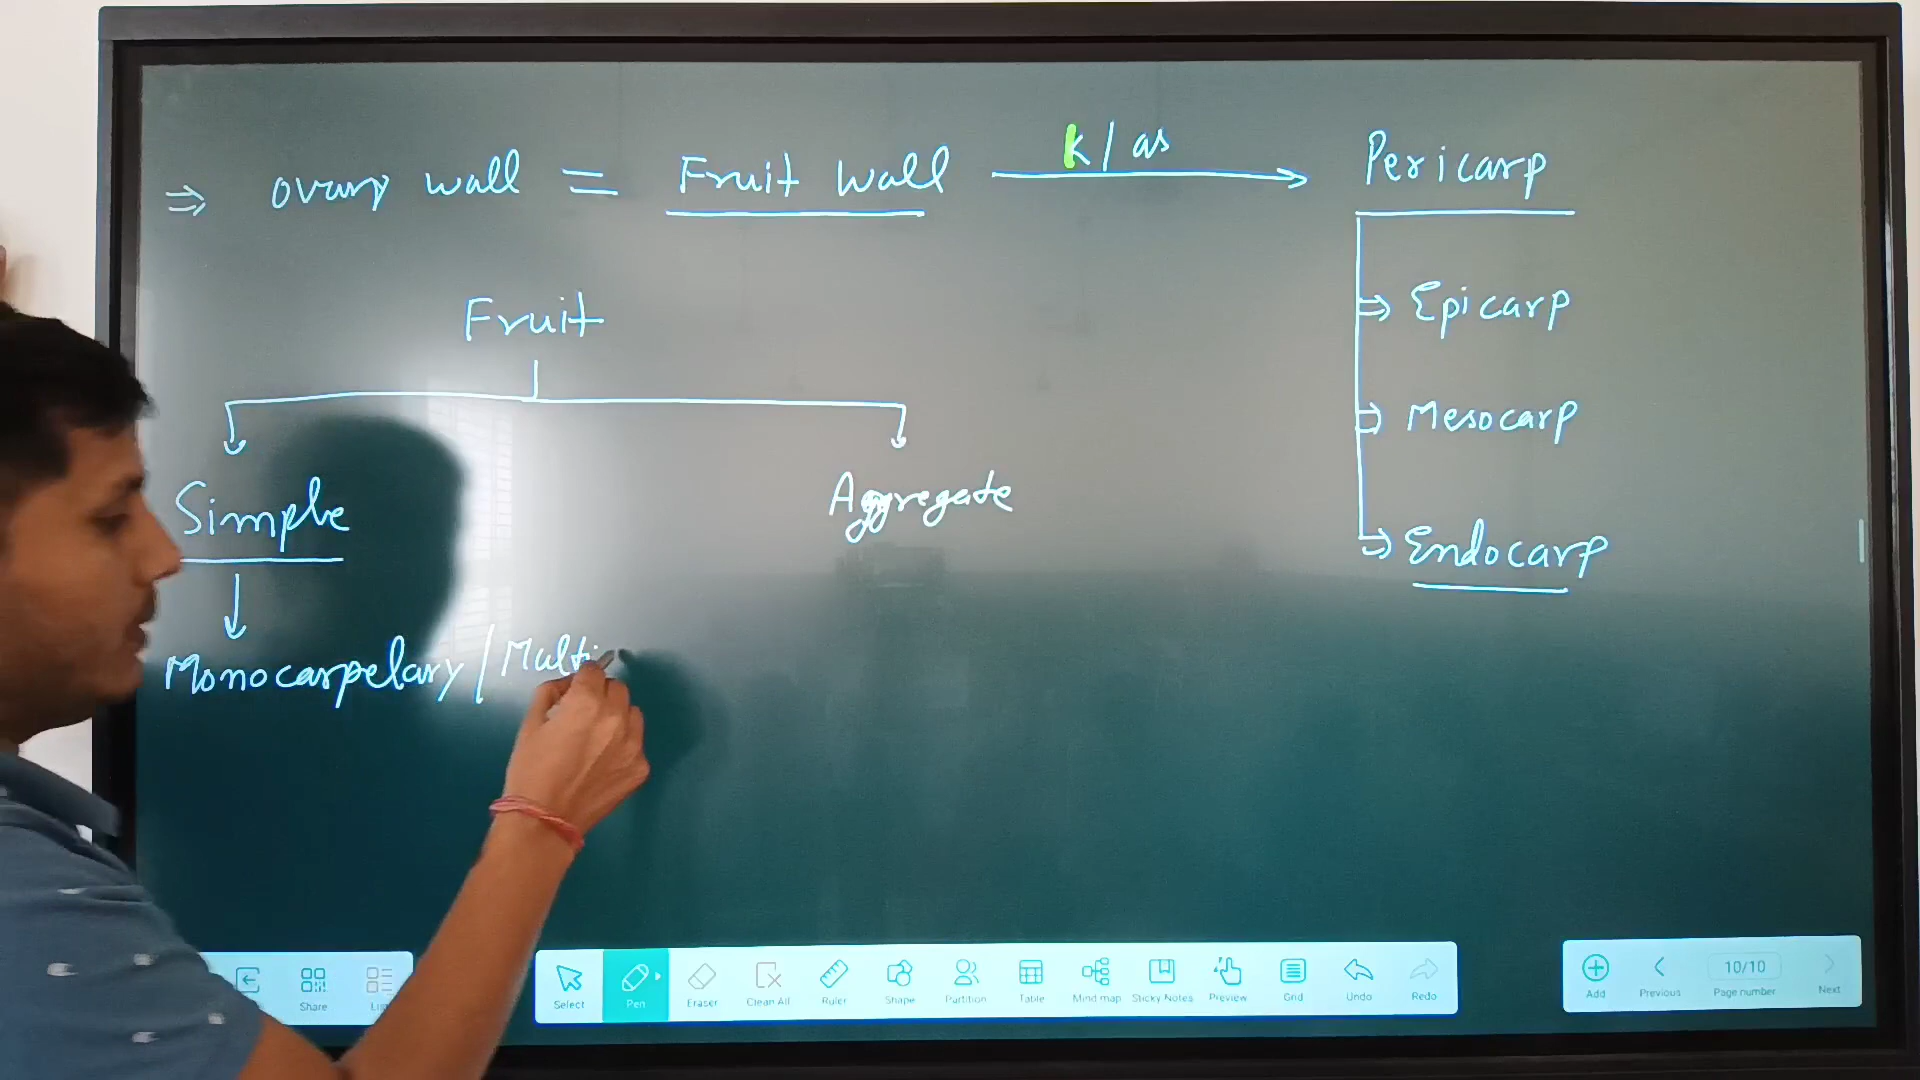 ⇒ ovary wall = Fruit Wall K/as → Pericarp
Fruit
⇒ Epicarp
⇒ Mesocarp
Simple
Aggregate
⇒ Endocarp
Monocarpelary / Multi
Share
Select
Pen
Eraser
Clean All
Ruler
Shape
Partition
Table
Mind map
Sticky Notes
Preview
Grid
Undo
Redo
Add
Previous
10/10
Page number
Next